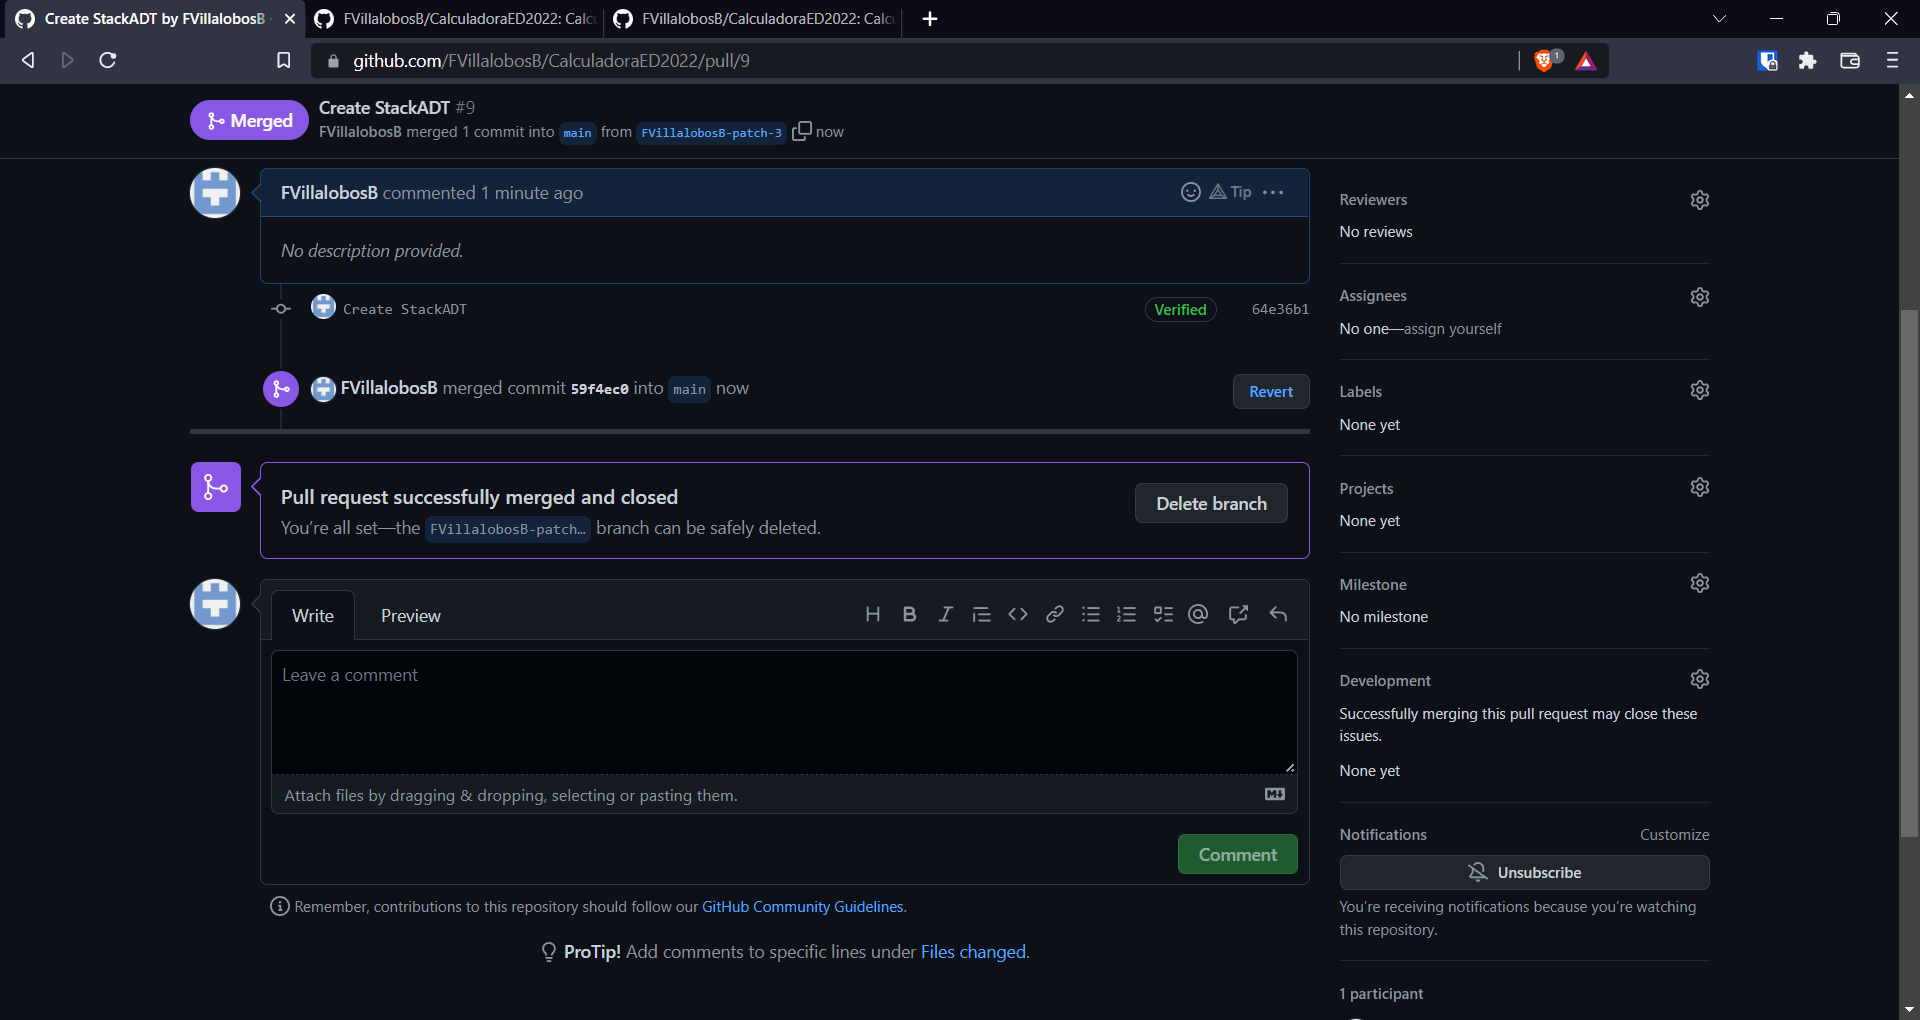 Create StackADT by FVillalobosB
FVillalobosB/CalculadoraED2022: Calc
FVillalobosB/CalculadoraED2022: Calc
github.com/FVillalobosB/CalculadoraED2022/pull/9
1
Merged
Create StackADT #9
FVillalobosB merged 1 commit into main from FVillalobosB-patch-3 now
FVillalobosB commented 1 minute ago
Tip
No description provided.
Create StackADT
Verified
64e36b1
FVillalobosB merged commit 59f4ec0 into main now
Revert
Pull request successfully merged and closed
You're all set—the FVillalobosB-patch… branch can be safely deleted.
Delete branch
Write
Preview
Leave a comment
Attach files by dragging & dropping, selecting or pasting them.
Comment
Remember, contributions to this repository should follow our GitHub Community Guidelines.
ProTip! Add comments to specific lines under Files changed.
Reviewers
No reviews
Assignees
No one—assign yourself
Labels
None yet
Projects
None yet
Milestone
No milestone
Development
Successfully merging this pull request may close these
issues.
None yet
Notifications
Customize
Unsubscribe
You're receiving notifications because you're watching
this repository.
1 participant